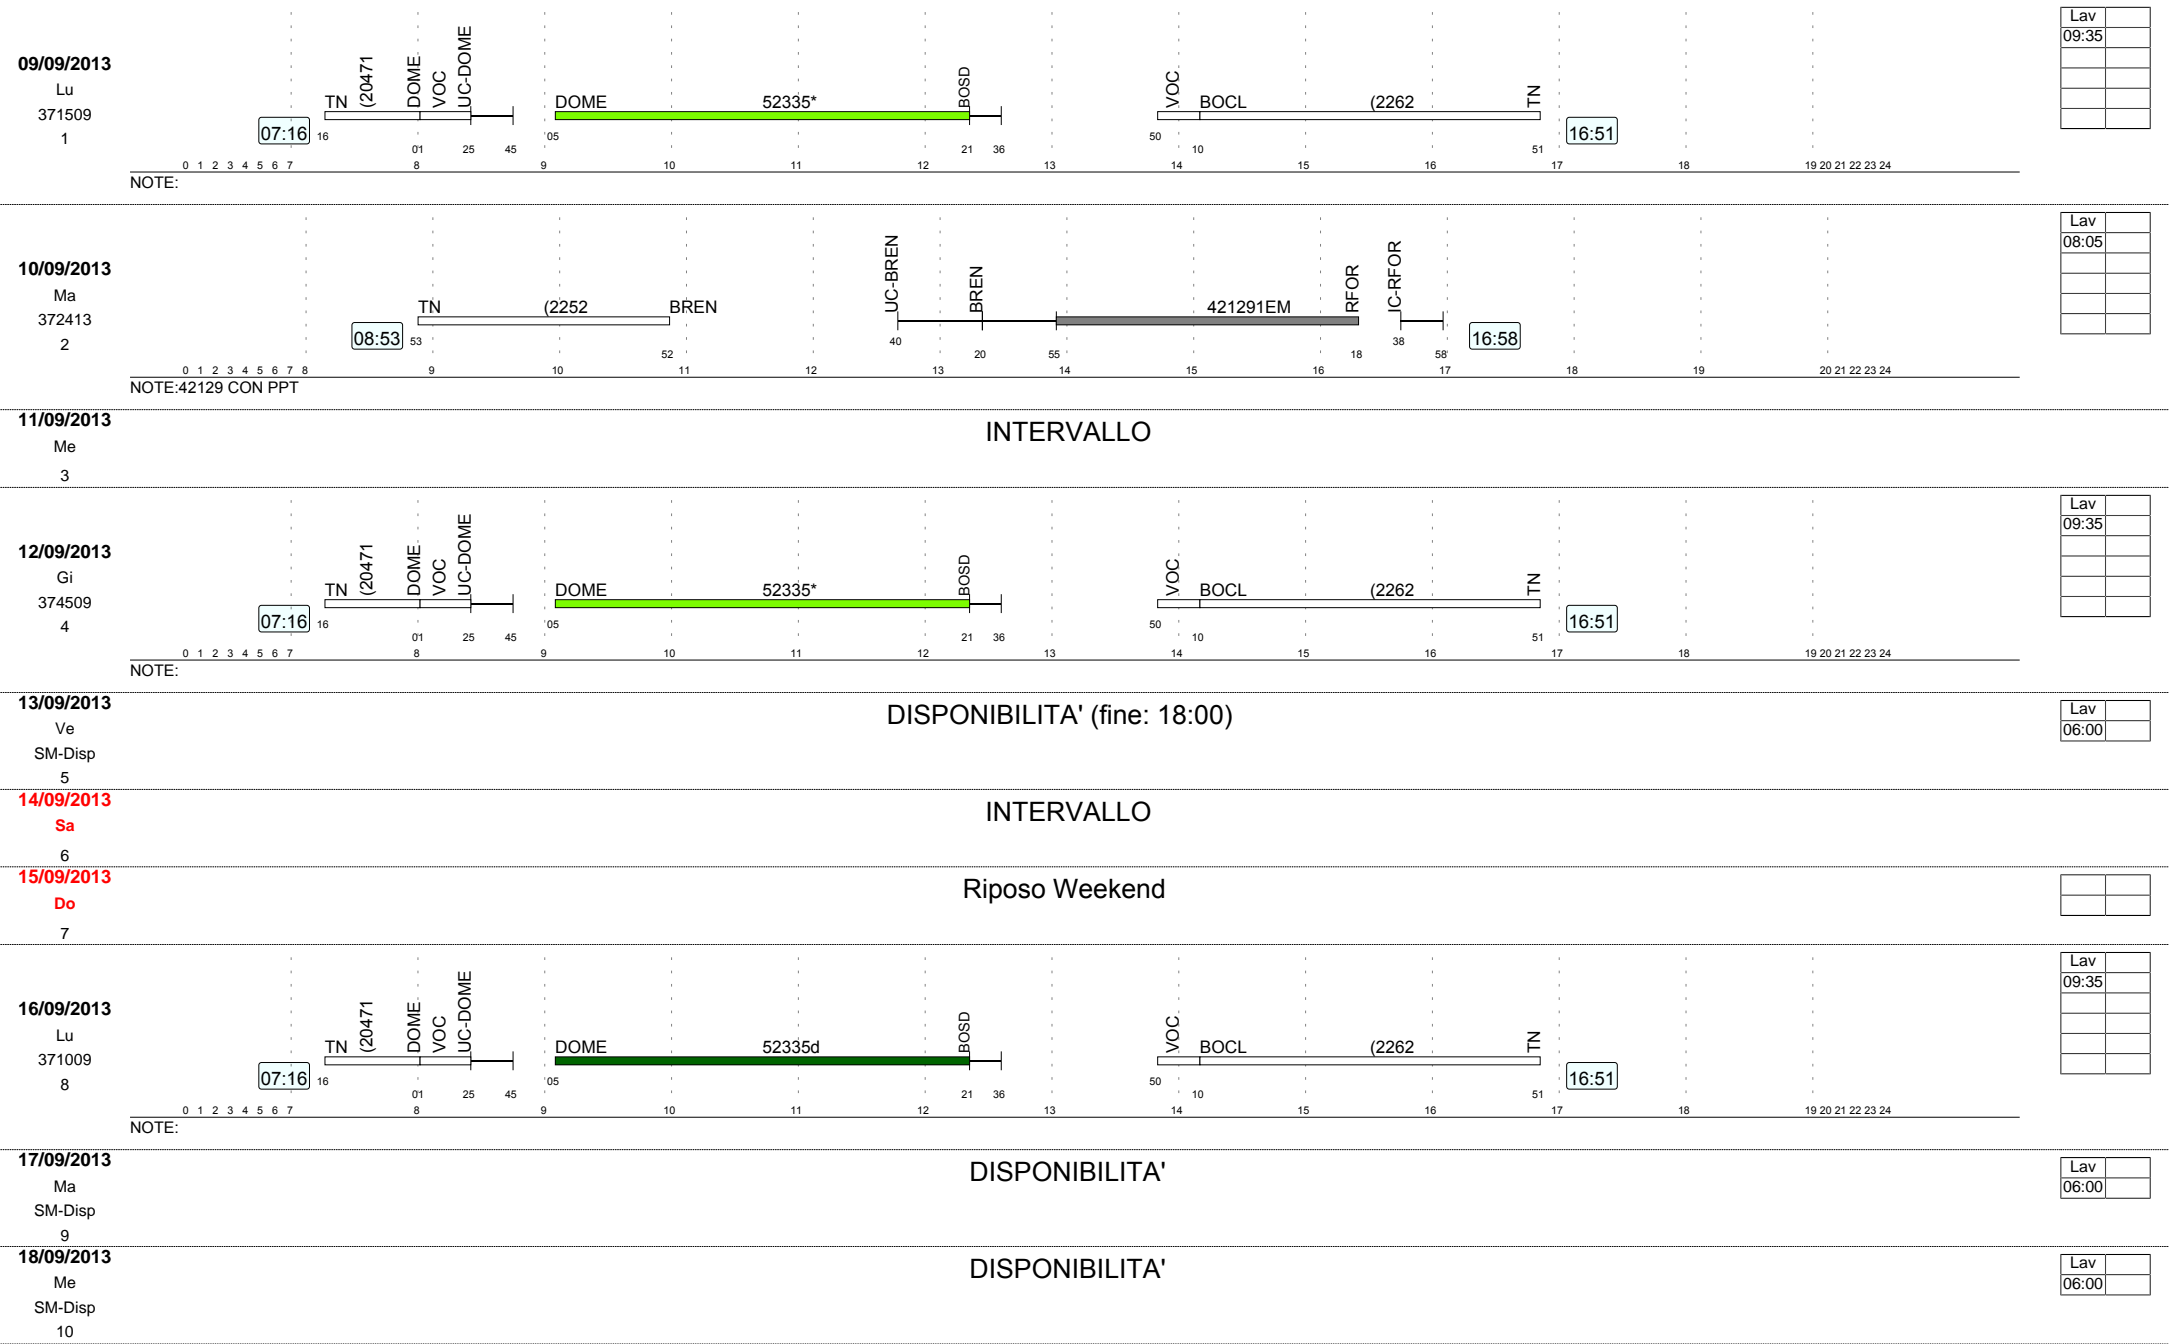 09/09/2013
Lu
371509
1
07:16
TN (20471 DOME VOC UC-DOME DOME 52335* BOSD VOC BOCL (2262 TN
16:51
16 01 25 45 05 21 36 50 10 51
0 1 2 3 4 5 6 7 8 9 10 11 12 13 14 15 16 17 18 19 20 21 22 23 24
NOTE:
Lav
09:35
10/09/2013
Ma
372413
2
08:53
TN (2252 BREN UC-BREN BREN 421291EM RFOR
16:58
53 52 40 20 55 18 38 58
0 1 2 3 4 5 6 7 8 9 10 11 12 13 14 15 16 17 18 19 20 21 22 23 24
NOTE:42129 CON PPT
Lav
08:05
11/09/2013
Me
3
INTERVALLO
12/09/2013
Gi
374509
4
07:16
TN (20471 DOME VOC UC-DOME DOME 52335* BOSD VOC BOCL (2262 TN
16:51
16 01 25 45 05 21 36 50 10 51
0 1 2 3 4 5 6 7 8 9 10 11 12 13 14 15 16 17 18 19 20 21 22 23 24
NOTE:
Lav
09:35
13/09/2013
Ve
SM-Disp
5
DISPONIBILITA' (fine: 18:00)
Lav
06:00
14/09/2013
Sa
6
INTERVALLO
15/09/2013
Do
7
Riposo Weekend
16/09/2013
Lu
371009
8
07:16
TN (20471 DOME VOC UC-DOME DOME 52335d BOSD VOC BOCL (2262 TN
16:51
16 01 25 45 05 21 36 50 10 51
0 1 2 3 4 5 6 7 8 9 10 11 12 13 14 15 16 17 18 19 20 21 22 23 24
NOTE:
Lav
09:35
17/09/2013
Ma
SM-Disp
9
DISPONIBILITA'
Lav
06:00
18/09/2013
Me
SM-Disp
10
DISPONIBILITA'
Lav
06:00